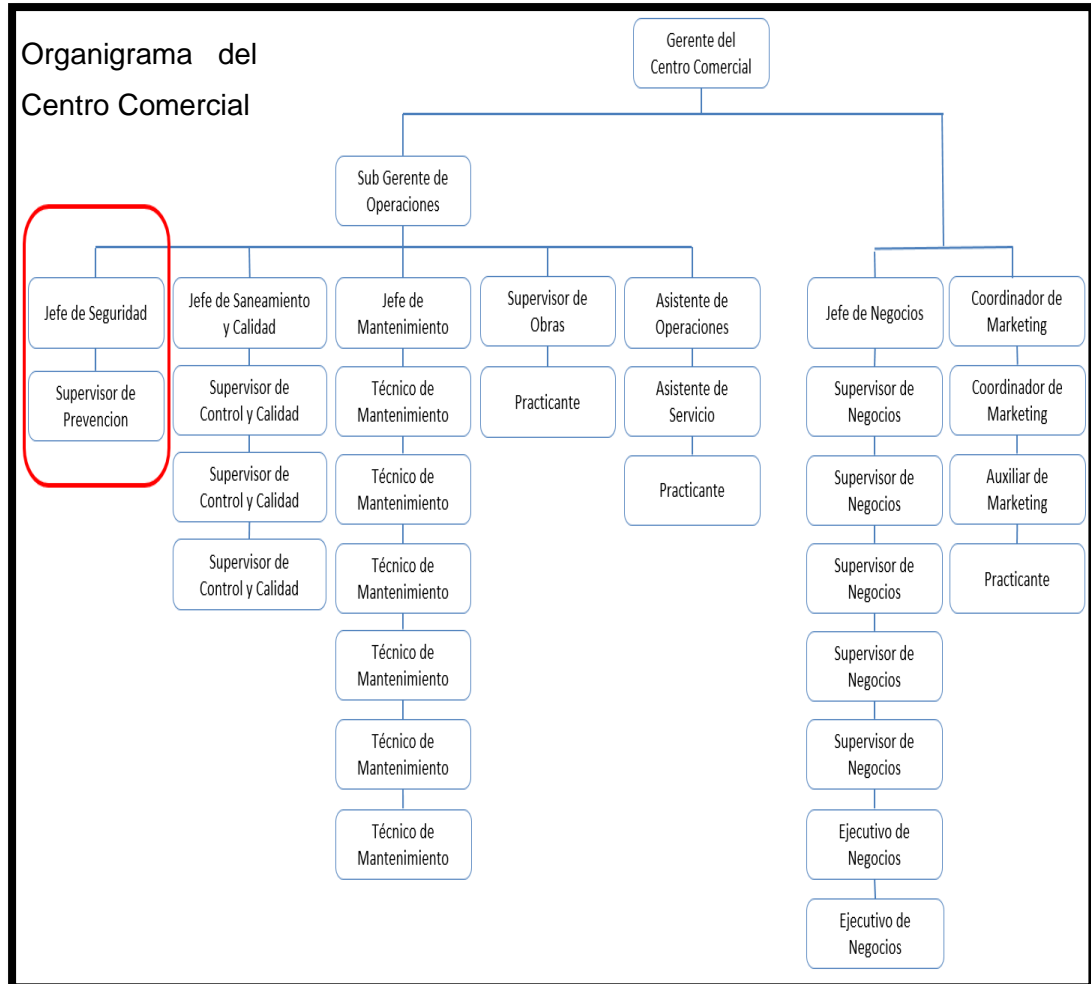 Organigrama del
Centro Comercial
Gerente del
Centro Comercial
Sub Gerente de
Operaciones
Jefe de Seguridad
Supervisor de
Prevencion
Jefe de Saneamiento
y Calidad
Supervisor de
Control y Calidad
Supervisor de
Control y Calidad
Supervisor de
Control y Calidad
Jefe de
Mantenimiento
Técnico de
Mantenimiento
Técnico de
Mantenimiento
Técnico de
Mantenimiento
Técnico de
Mantenimiento
Técnico de
Mantenimiento
Técnico de
Mantenimiento
Supervisor de
Obras
Practicante
Asistente de
Operaciones
Asistente de
Servicio
Practicante
Jefe de Negocios
Supervisor de
Negocios
Supervisor de
Negocios
Supervisor de
Negocios
Supervisor de
Negocios
Supervisor de
Negocios
Ejecutivo de
Negocios
Ejecutivo de
Negocios
Coordinador de
Marketing
Coordinador de
Marketing
Auxiliar de
Marketing
Practicante